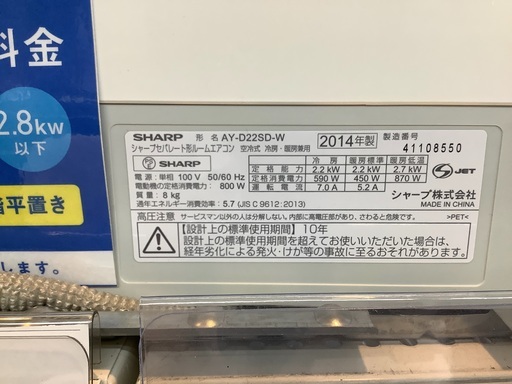 料金
2.8kw
以下
平置き
します。
SHARP 形名 AY-D22SD-W
シャープセパレート形ルームエアコン 空冷式 冷房・暖房兼用
2014年製
製造番号
41108550
SHARP
電源:単相 100 V 50/60 Hz
電動機の定格消費電力: 800 W
質量: 8 kg
通年エネルギー消費効率: 5.7 (JIS C 9612:2013)
冷房 暖房標準 暖房低温
定格能力 2.2 kW 2.2 kW 2.7 kW
定格消費電力 590 W 450 W 870 W
運転電流 7.0 A 5.2 A
S JET
シャープ株式会社
MADE IN CHINA
高圧注意 サービスマン以外の人は分解しない、内部に高電圧部があり、さわると危険です。
>PET<
【設計上の標準使用期間】10年
設計上の標準使用期間を超えてお使いいただいた場合は、
経年劣化による発火・けが等の事故に至るおそれがあります。